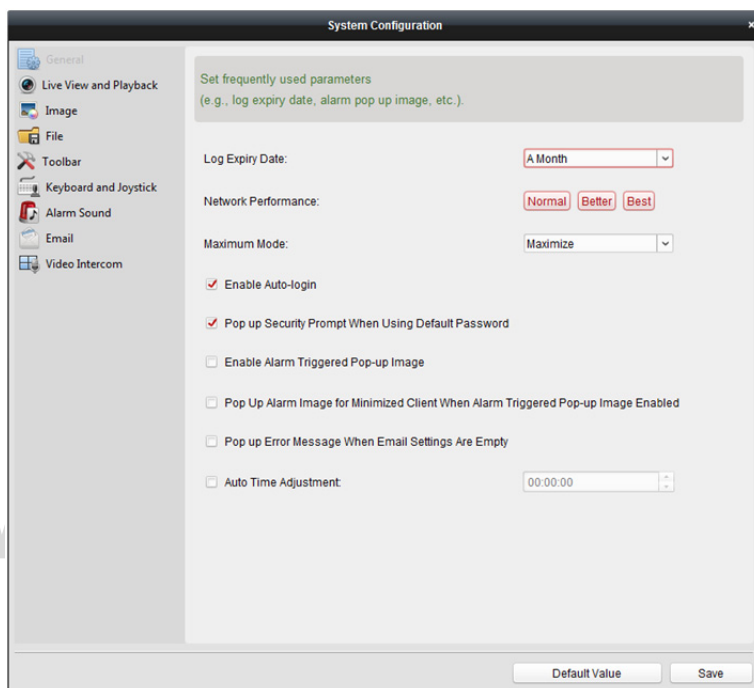 System Configuration
General
Live View and Playback
Image
File
Toolbar
Keyboard and Joystick
Alarm Sound
Email
Video Intercom
Set frequently used parameters
(e.g., log expiry date, alarm pop up image, etc.).
Log Expiry Date: A Month
Network Performance: Normal Better Best
Maximum Mode: Maximize
Enable Auto-login
Pop up Security Prompt When Using Default Password
Enable Alarm Triggered Pop-up Image
Pop Up Alarm Image for Minimized Client When Alarm Triggered Pop-up Image Enabled
Pop up Error Message When Email Settings Are Empty
Auto Time Adjustment: 00:00:00
Default Value Save